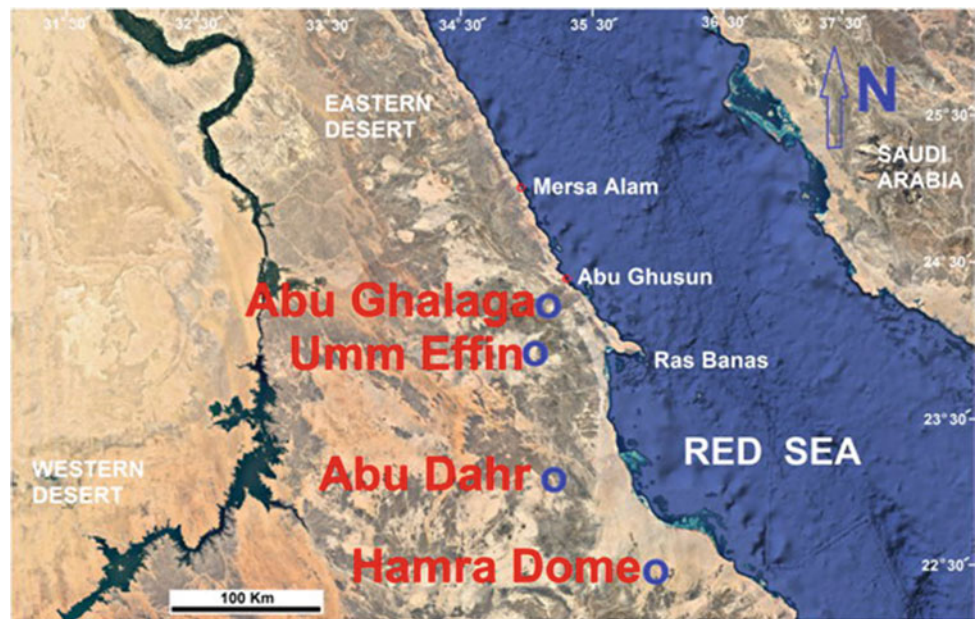 31°30' 32°30' 33°30' 34°30' 35°30' 36°30' 37°30'
N
25°30'
EASTERN
DESERT
SAUDI
ARABIA
Mersa Alam
24°30'
Abu Ghusun
Abu Ghalaga
Umm Effin
Ras Banas
23°30'
RED SEA
WESTERN
DESERT
Abu Dahr
Hamra Dome
22°30'
100 Km